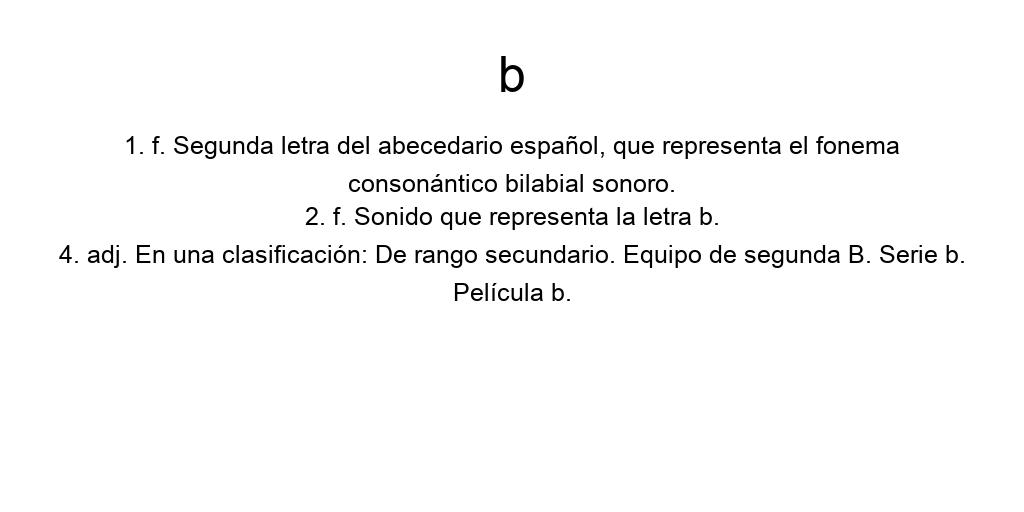 b
1. f. Segunda letra del abecedario español, que representa el fonema
consonántico bilabial sonoro.
2. f. Sonido que representa la letra b.
4. adj. En una clasificación: De rango secundario. Equipo de segunda B. Serie b.
Película b.